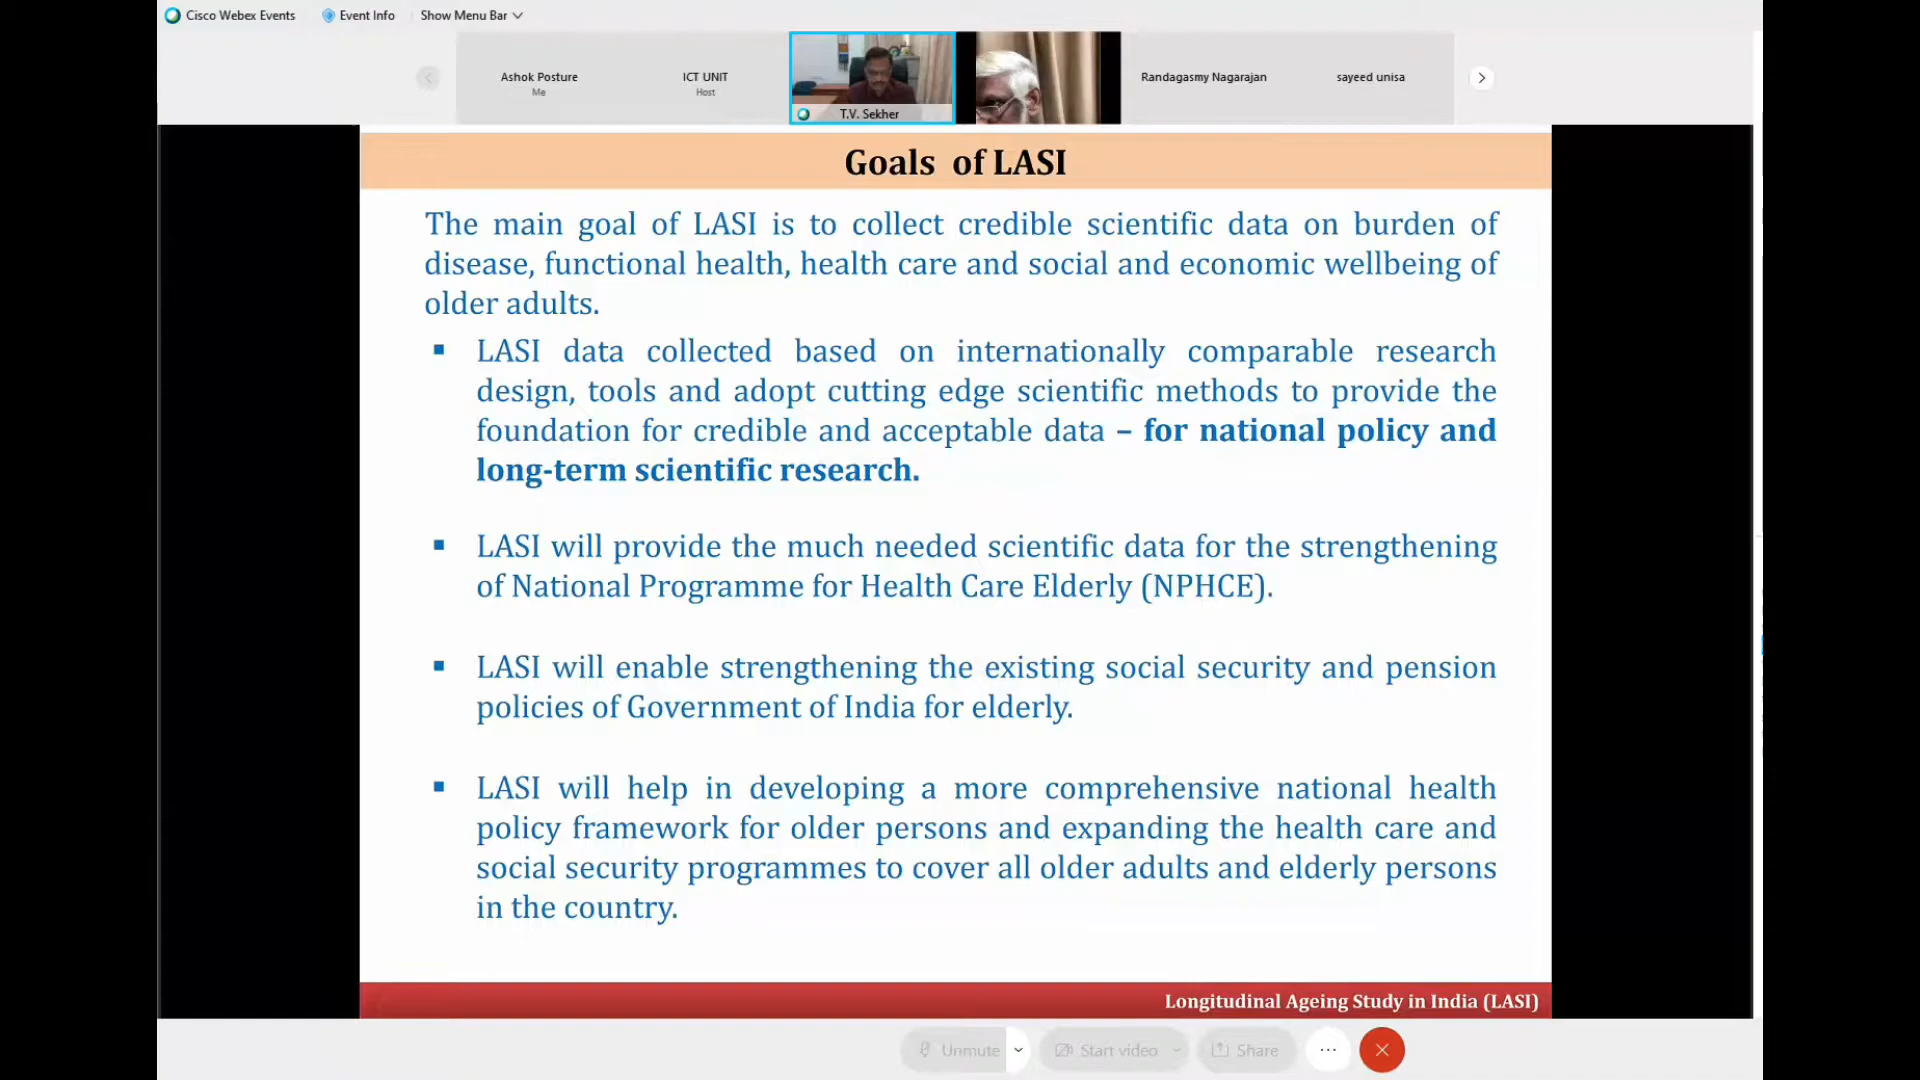 Cisco Webex Events
Event Info
Show Menu Bar
Ashok Posture
Me
ICT UNIT
Host
T.V. Sekher
Randagasmy Nagarajan
sayeed unisa
Goals of LASI
The main goal of LASI is to collect credible scientific data on burden of
disease, functional health, health care and social and economic wellbeing of
older adults.
▪ LASI data collected based on internationally comparable research
design, tools and adopt cutting edge scientific methods to provide the
foundation for credible and acceptable data – for national policy and
long-term scientific research.
▪ LASI will provide the much needed scientific data for the strengthening
of National Programme for Health Care Elderly (NPHCE).
▪ LASI will enable strengthening the existing social security and pension
policies of Government of India for elderly.
▪ LASI will help in developing a more comprehensive national health
policy framework for older persons and expanding the health care and
social security programmes to cover all older adults and elderly persons
in the country.
Longitudinal Ageing Study in India (LASI)
Unmute
Start video
Share